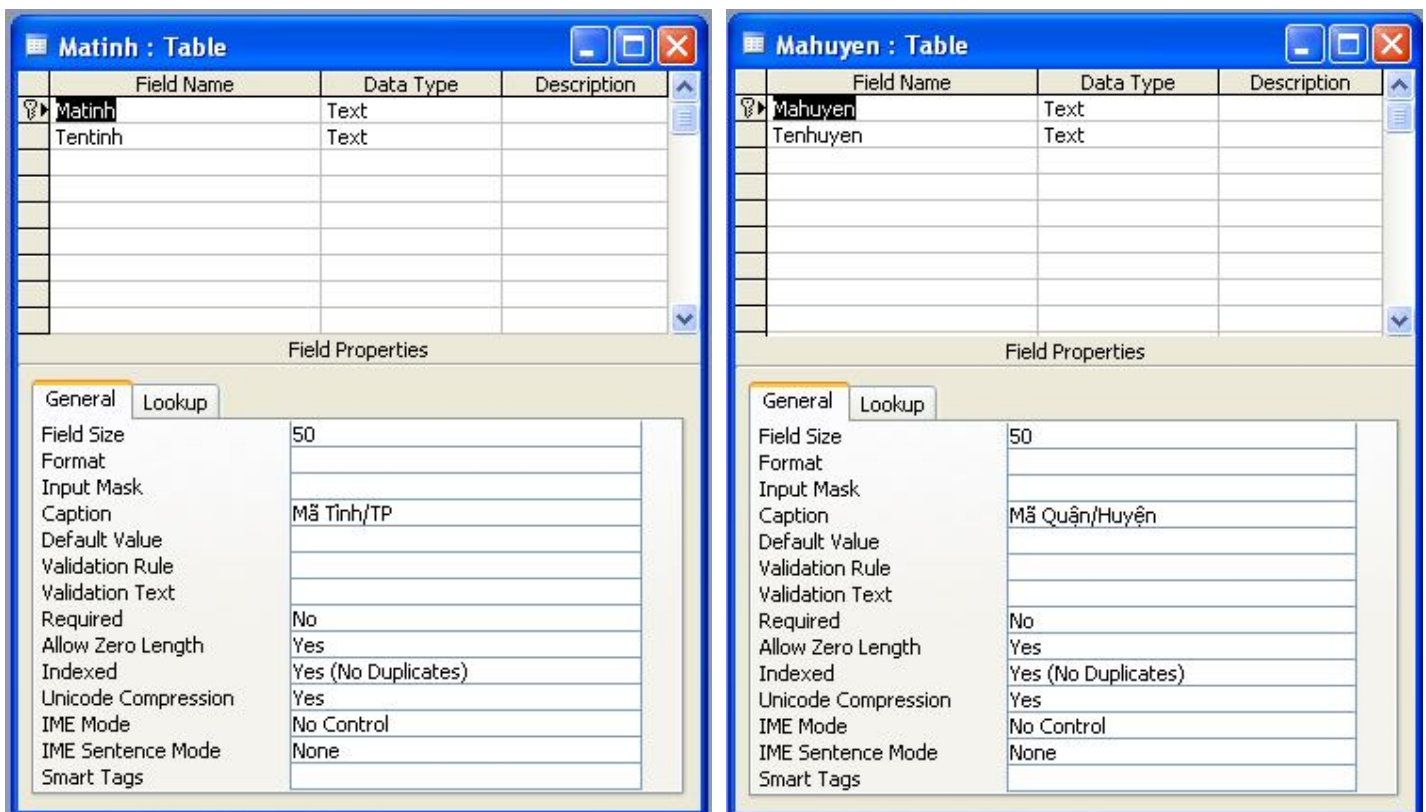 Matinh : Table
Field Name Data Type Description
Matinh Text
Tentinh Text
Field Properties
General Lookup
Field Size 50
Format
Input Mask
Caption Mã Tỉnh/TP
Default Value
Validation Rule
Validation Text
Required No
Allow Zero Length Yes
Indexed Yes (No Duplicates)
Unicode Compression Yes
IME Mode No Control
IME Sentence Mode None
Smart Tags
Mahuyen : Table
Field Name Data Type Description
Mahuyen Text
Tenhuyen Text
Field Properties
General Lookup
Field Size 50
Format
Input Mask
Caption Mã Quận/Huyện
Default Value
Validation Rule
Validation Text
Required No
Allow Zero Length Yes
Indexed Yes (No Duplicates)
Unicode Compression Yes
IME Mode No Control
IME Sentence Mode None
Smart Tags